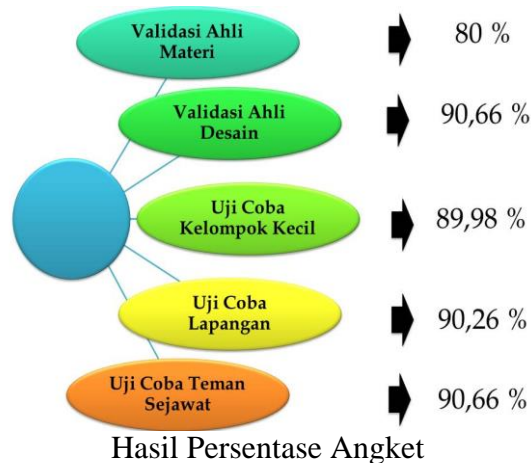 Validasi Ahli
Materi
80 %
Validasi Ahli
Desain
90,66 %
Uji Coba
Kelompok Kecil
89,98 %
Uji Coba
Lapangan
90,26 %
Uji Coba Teman
Sejawat
90,66 %
Hasil Persentase Angket